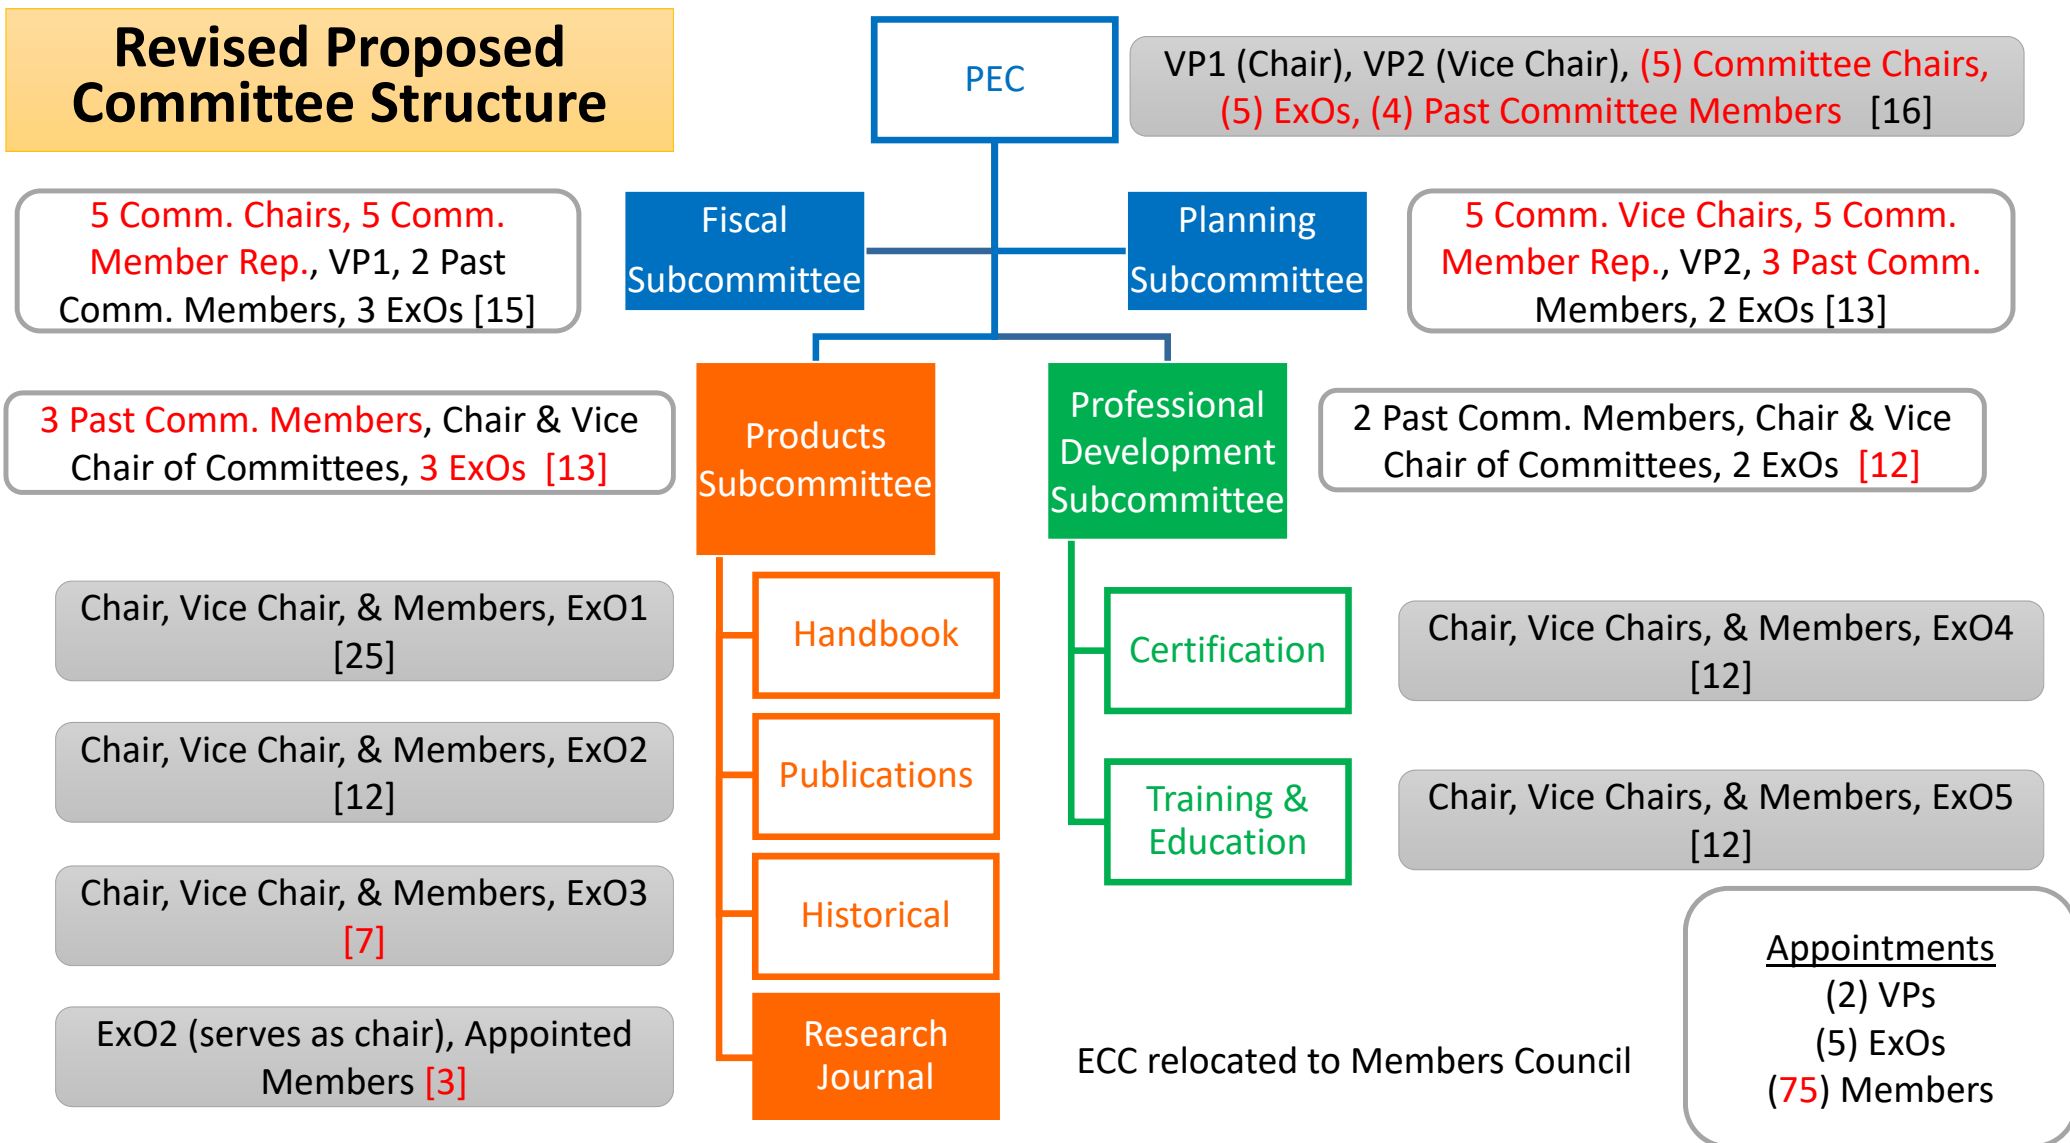 Revised Proposed
Committee Structure
PEC
VP1 (Chair), VP2 (Vice Chair), (5) Committee Chairs,
(5) ExOs, (4) Past Committee Members [16]
5 Comm. Chairs, 5 Comm.
Member Rep., VP1, 2 Past
Comm. Members, 3 ExOs [15]
Fiscal
Subcommittee
Planning
Subcommittee
5 Comm. Vice Chairs, 5 Comm.
Member Rep., VP2, 3 Past Comm.
Members, 2 ExOs [13]
3 Past Comm. Members, Chair & Vice
Chair of Committees, 3 ExOs [13]
Products
Subcommittee
Professional
Development
Subcommittee
2 Past Comm. Members, Chair & Vice
Chair of Committees, 2 ExOs [12]
Chair, Vice Chair, & Members, ExO1
[25]
Handbook
Certification
Chair, Vice Chairs, & Members, ExO4
[12]
Chair, Vice Chair, & Members, ExO2
[12]
Publications
Training &
Education
Chair, Vice Chairs, & Members, ExO5
[12]
Chair, Vice Chair, & Members, ExO3
[7]
Historical
ExO2 (serves as chair), Appointed
Members [3]
Research
Journal
ECC relocated to Members Council
Appointments
(2) VPs
(5) ExOs
(75) Members